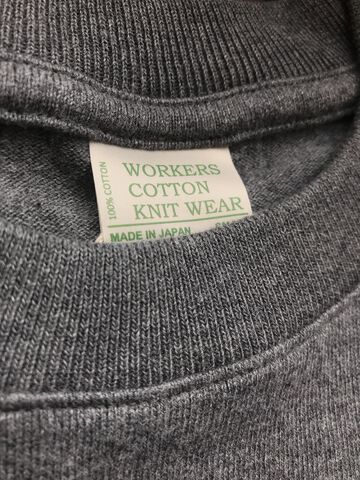 100% COTTON
WORKERS
COTTON
KNIT WEAR
MADE IN JAPAN